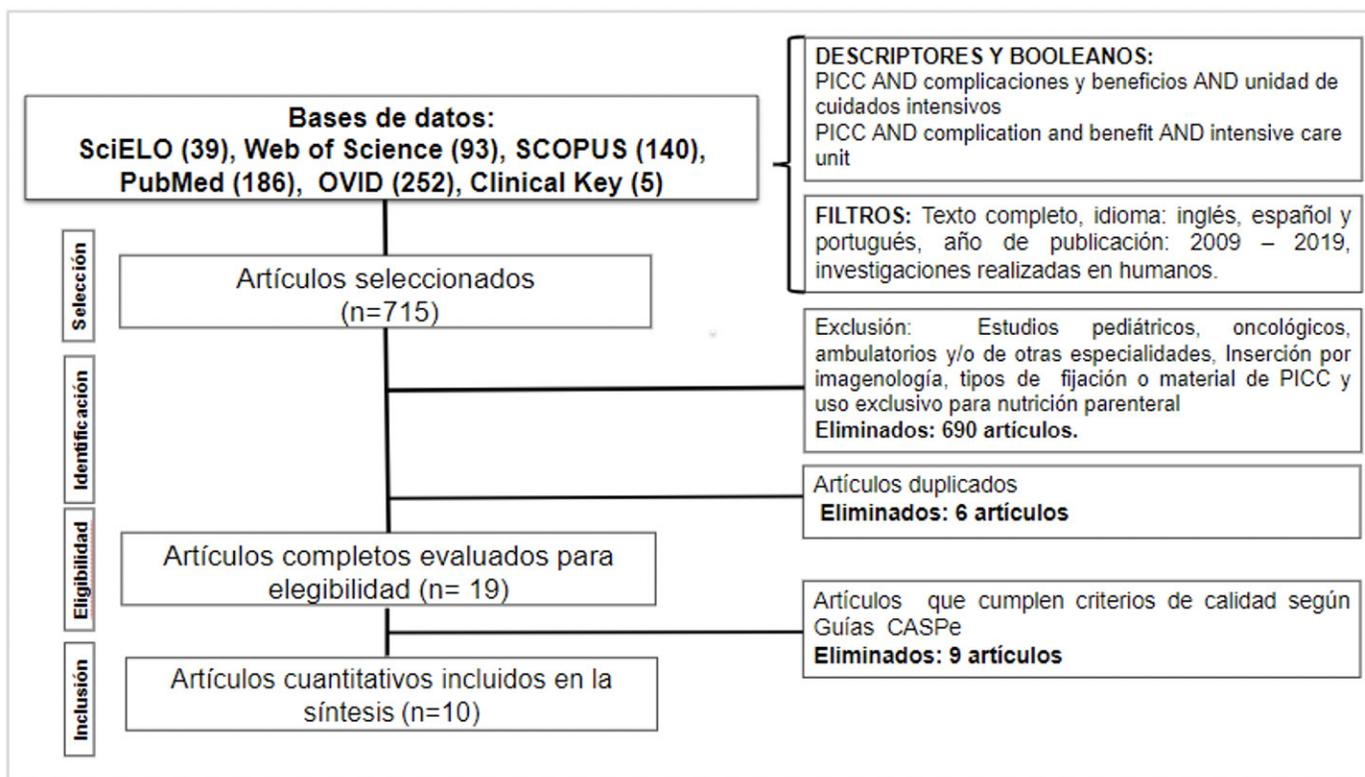 Bases de datos:
SciELO (39), Web of Science (93), SCOPUS (140),
PubMed (186), OVID (252), Clinical Key (5)
DESCRIPTORES Y BOOLEANOS:
PICC AND complicaciones y beneficios AND unidad de
cuidados intensivos
PICC AND complication and benefit AND intensive care
unit
FILTROS: Texto completo, idioma: inglés, español y
portugués, año de publicación: 2009 – 2019,
investigaciones realizadas en humanos.
Selección
Artículos seleccionados
(n=715)
Identificación
Exclusión: Estudios pediátricos, oncológicos,
ambulatorios y/o de otras especialidades, Inserción por
imagenología, tipos de fijación o material de PICC y
uso exclusivo para nutrición parenteral
Eliminados: 690 artículos.
Artículos duplicados
Eliminados: 6 artículos
Eligibilidad
Artículos completos evaluados para
elegibilidad (n= 19)
Artículos que cumplen criterios de calidad según
Guías CASPe
Eliminados: 9 artículos
Inclusión
Artículos cuantitativos incluidos en la
síntesis (n=10)